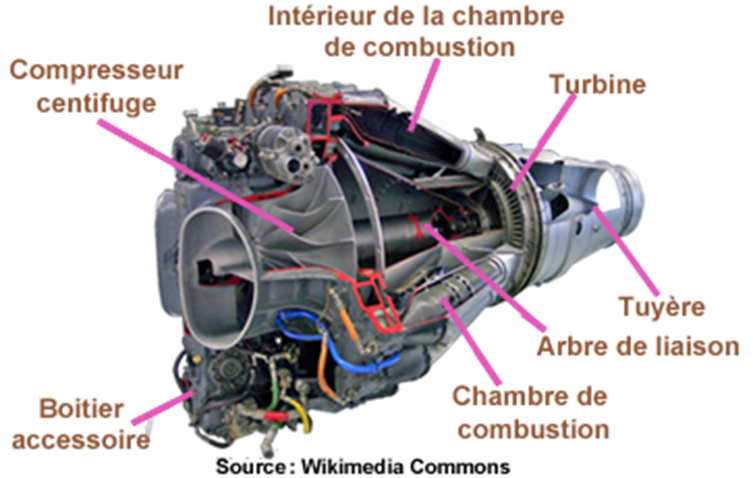 Intérieur de la chambre
de combustion
Compresseur
centifuge
Turbine
Tuyère
Arbre de liaison
Chambre de
combustion
Boitier
accessoire
Source : Wikimedia Commons